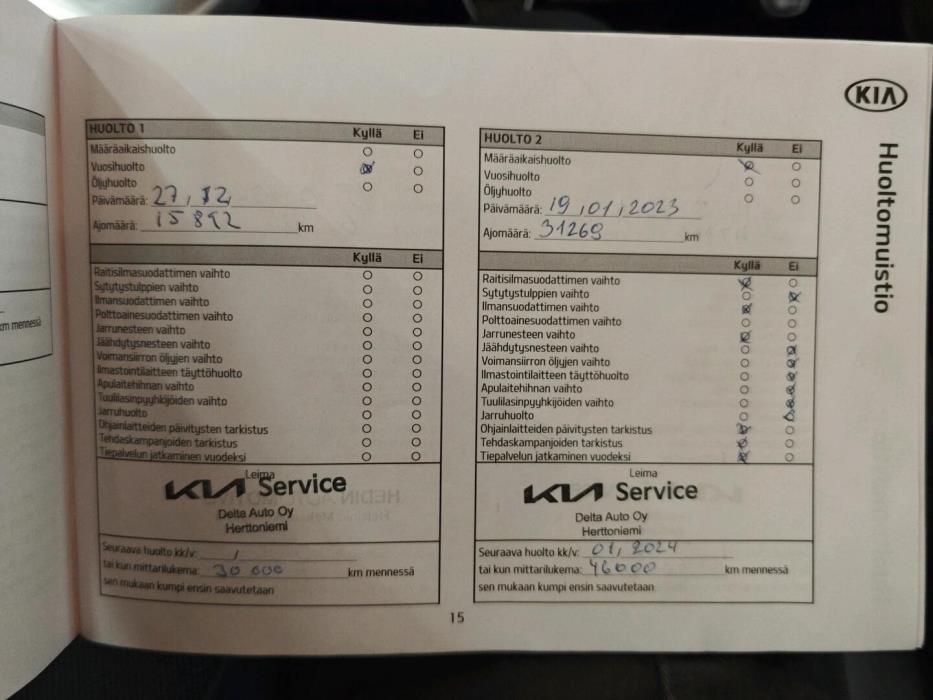 km mennessä
HUOLTO 1 Kyllä Ei
Määräaikaishuolto
Vuosihuolto
Öljyhuolto
Päivämäärä: 27, 12,
Ajomäärä: 15 892 km
Kyllä Ei
Raitisilmasuodattimen vaihto
Sytytystulppien vaihto
Ilmansuodattimen vaihto
Polttoainesuodattimen vaihto
Jarrunesteen vaihto
Jäähdytysnesteen vaihto
Voimansiirron öljyjen vaihto
Ilmastointilaitteen täyttöhuolto
Apulaitehihnan vaihto
Tuulilasinpyyhkijöiden vaihto
Jarruhuolto
Ohjainlaitteiden päivitysten tarkistus
Tehdaskampanjoiden tarkistus
Tiepalvelun jatkaminen vuodeksi
Leima
KIA Service
Delta Auto Oy
Herttoniemi
Seuraava huolto kk/v: /
tai kun mittarilukema: 30 000 km mennessä
sen mukaan kumpi ensin saavutetaan
HUOLTO 2 Kyllä Ei
Määräaikaishuolto
Vuosihuolto
Öljyhuolto
Päivämäärä: 19,01,2023
Ajomäärä: 31269 km
Kyllä Ei
Raitisilmasuodattimen vaihto
Sytytystulppien vaihto
Ilmansuodattimen vaihto
Polttoainesuodattimen vaihto
Jarrunesteen vaihto
Jäähdytysnesteen vaihto
Voimansiirron öljyjen vaihto
Ilmastointilaitteen täyttöhuolto
Apulaitehihnan vaihto
Tuulilasinpyyhkijöiden vaihto
Jarruhuolto
Ohjainlaitteiden päivitysten tarkistus
Tehdaskampanjoiden tarkistus
Tiepalvelun jatkaminen vuodeksi
Leima
KIA Service
Delta Auto Oy
Herttoniemi
Seuraava huolto kk/v: 01, 2024
tai kun mittarilukema: 46000 km mennessä
sen mukaan kumpi ensin saavutetaan
KIA
Huoltomuistio
15